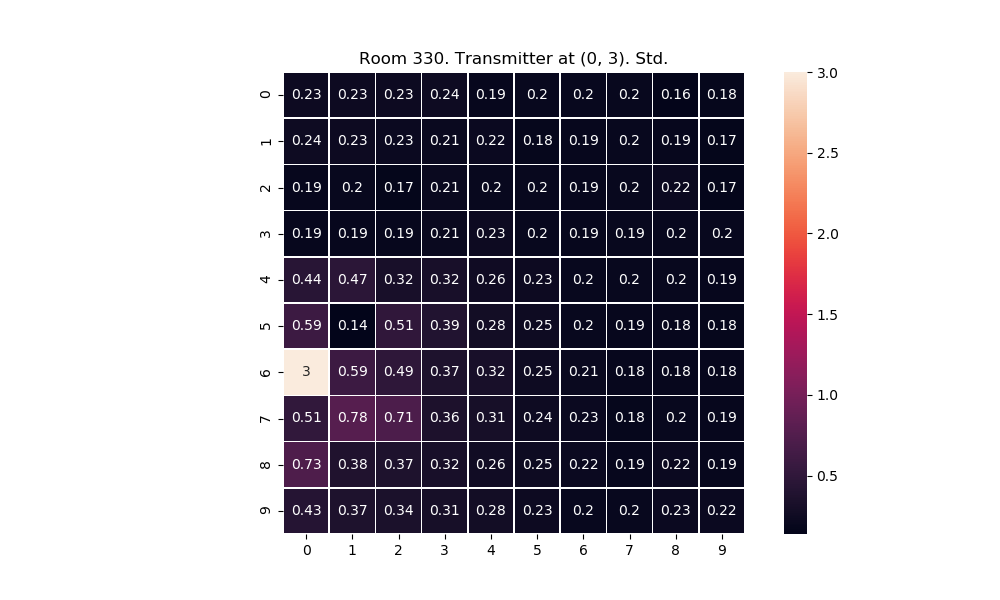 Room 330. Transmitter at (0, 3). Std.
0 0.23 0.23 0.23 0.24 0.19 0.2 0.2 0.2 0.16 0.18
1 0.24 0.23 0.23 0.21 0.22 0.18 0.19 0.2 0.19 0.17
2 0.19 0.2 0.17 0.21 0.2 0.2 0.19 0.2 0.22 0.17
3 0.19 0.19 0.19 0.21 0.23 0.2 0.19 0.19 0.2 0.2
4 0.44 0.47 0.32 0.32 0.26 0.23 0.2 0.2 0.2 0.19
5 0.59 0.14 0.51 0.39 0.28 0.25 0.2 0.19 0.18 0.18
6 3 0.59 0.49 0.37 0.32 0.25 0.21 0.18 0.18 0.18
7 0.51 0.78 0.71 0.36 0.31 0.24 0.23 0.18 0.2 0.19
8 0.73 0.38 0.37 0.32 0.26 0.25 0.22 0.19 0.22 0.19
9 0.43 0.37 0.34 0.31 0.28 0.23 0.2 0.2 0.23 0.22
0 1 2 3 4 5 6 7 8 9
3.0
2.5
2.0
1.5
1.0
0.5